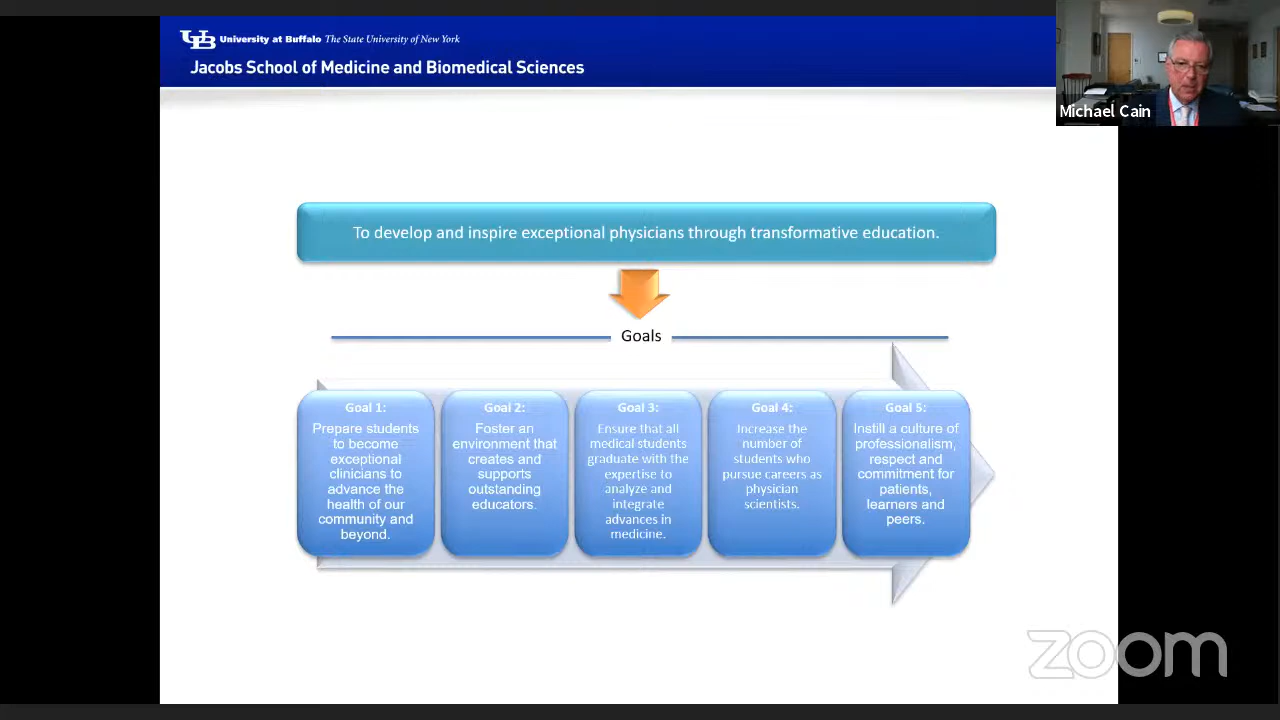 UB University at Buffalo The State University of New York
Jacobs School of Medicine and Biomedical Sciences
Michael Cain
To develop and inspire exceptional physicians through transformative education.
Goals
Goal 1:
Prepare students
to become
exceptional
clinicians to
advance the
health of our
community and
beyond.
Goal 2:
Foster an
environment that
creates and
supports
outstanding
educators.
Goal 3:
Ensure that all
medical students
graduate with the
expertise to
analyze and
integrate
advances in
medicine.
Goal 4:
Increase the
number of
students who
pursue careers as
physician
scientists.
Goal 5:
Instill a culture of
professionalism,
respect and
commitment for
patients,
learners and
peers.
zoom